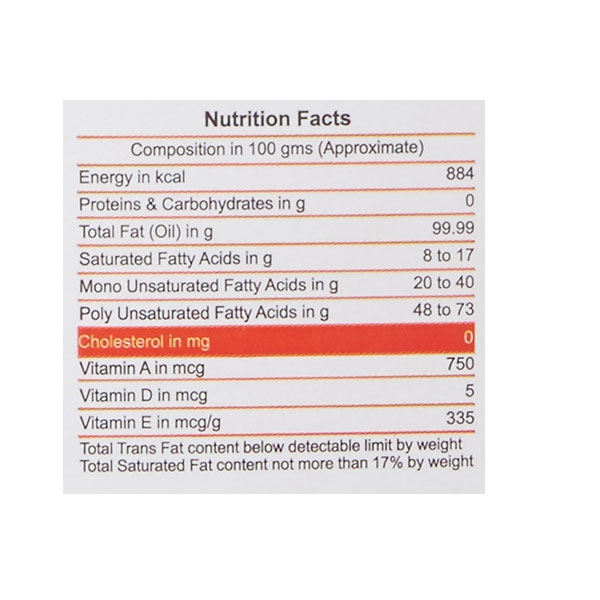 Nutrition Facts
Composition in 100 gms (Approximate)
Energy in kcal 884
Proteins & Carbohydrates in g 0
Total Fat (Oil) in g 99.99
Saturated Fatty Acids in g 8 to 17
Mono Unsaturated Fatty Acids in g 20 to 40
Poly Unsaturated Fatty Acids in g 48 to 73
Cholesterol in mg 0
Vitamin A in mcg 750
Vitamin D in mcg 5
Vitamin E in mcg/g 335
Total Trans Fat content below detectable limit by weight
Total Saturated Fat content not more than 17% by weight